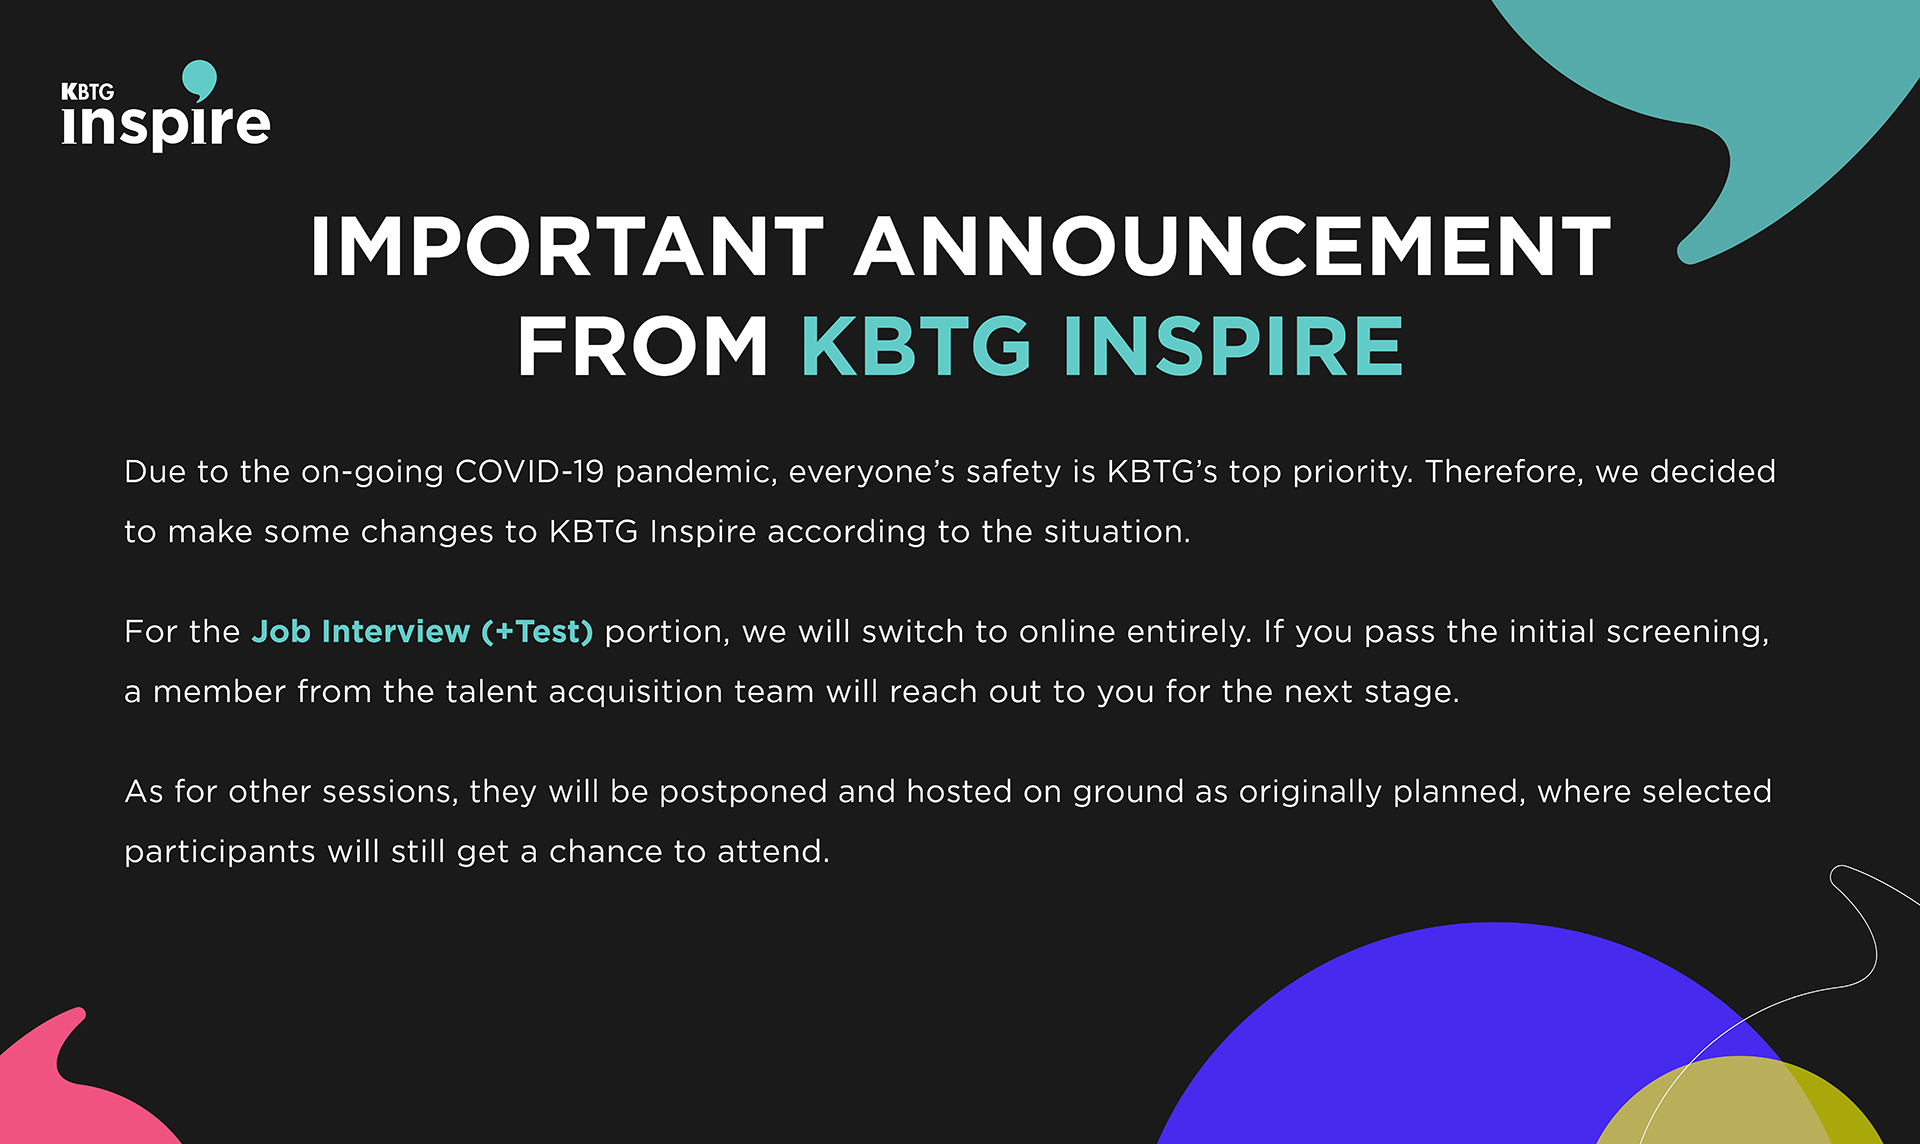 KBTG
inspire
IMPORTANT ANNOUNCEMENT
FROM KBTG INSPIRE
Due to the on-going COVID-19 pandemic, everyone’s safety is KBTG’s top priority. Therefore, we decided
to make some changes to KBTG Inspire according to the situation.
For the Job Interview (+Test) portion, we will switch to online entirely. If you pass the initial screening,
a member from the talent acquisition team will reach out to you for the next stage.
As for other sessions, they will be postponed and hosted on ground as originally planned, where selected
participants will still get a chance to attend.